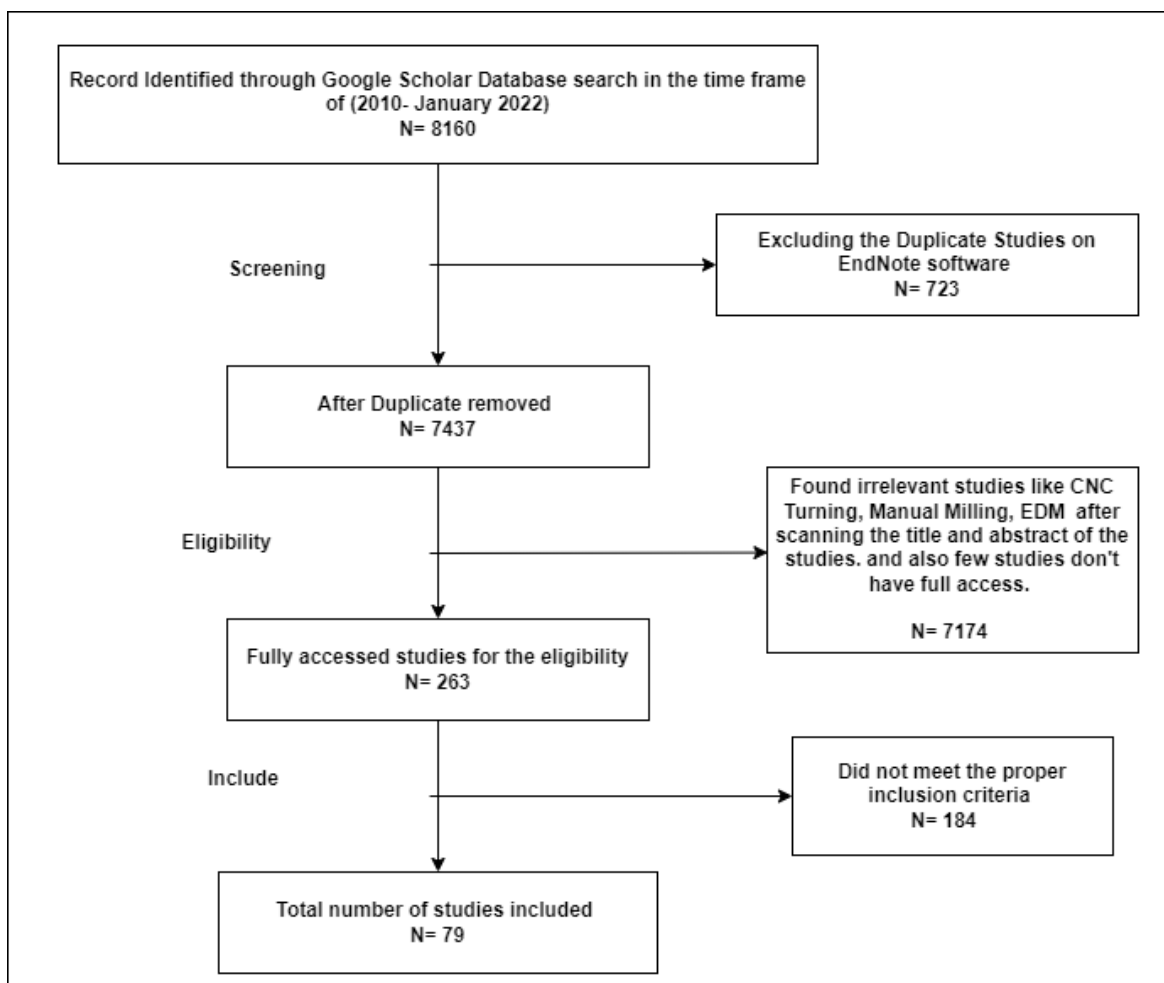 Record Identified through Google Scholar Database search in the time frame
of (2010- January 2022)
N= 8160
Screening
Excluding the Duplicate Studies on
EndNote software
N= 723
After Duplicate removed
N= 7437
Eligibility
Found irrelevant studies like CNC
Turning, Manual Milling, EDM after
scanning the title and abstract of the
studies. and also few studies don't
have full access.
N= 7174
Fully accessed studies for the eligibility
N= 263
Include
Did not meet the proper
inclusion criteria
N= 184
Total number of studies included
N= 79